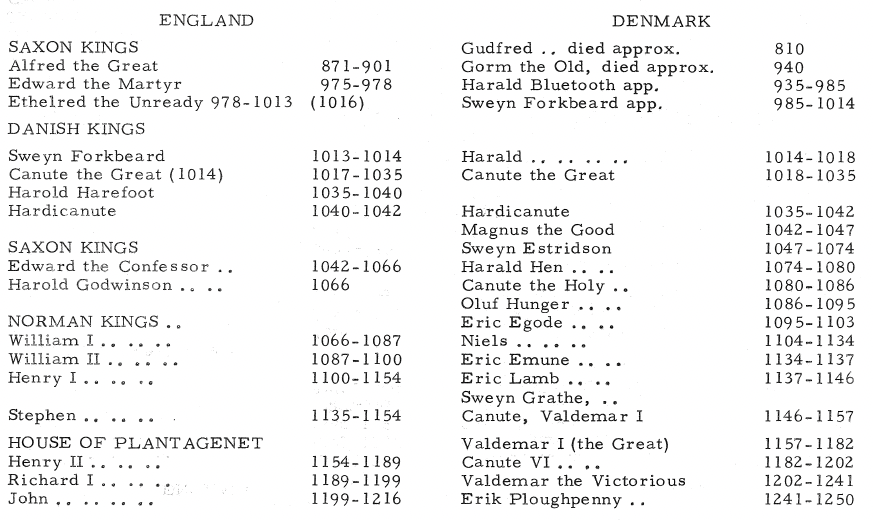 ENGLAND
SAXON KINGS
Alfred the Great 871-901
Edward the Martyr 975-978
Ethelred the Unready 978-1013 (1016)
DANISH KINGS
Sweyn Forkbeard 1013-1014
Canute the Great (1014) 1017-1035
Harold Harefoot 1035-1040
Hardicanute 1040-1042
SAXON KINGS
Edward the Confessor .. 1042-1066
Harold Godwinson .. .. 1066
NORMAN KINGS ..
William I .. .. .. 1066-1087
William II .. .. .. 1087-1100
Henry I .. .. .. 1100-1154
Stephen .. .. .. 1135-1154
HOUSE OF PLANTAGENET
Henry II .. .. .. 1154-1189
Richard I .. .. .. 1189-1199
John .. .. .. .. 1199-1216
DENMARK
Gudfred .. died approx. 810
Gorm the Old, died approx. 940
Harald Bluetooth app. 935-985
Sweyn Forkbeard app. 985-1014
Harald .. .. .. .. 1014-1018
Canute the Great 1018-1035
Hardicanute 1035-1042
Magnus the Good 1042-1047
Sweyn Estridson 1047-1074
Harald Hen .. .. 1074-1080
Canute the Holy .. 1080-1086
Oluf Hunger .. .. 1086-1095
Eric Egode .. .. 1095-1103
Niels .. .. .. 1104-1134
Eric Emune .. .. 1134-1137
Eric Lamb .. .. 1137-1146
Sweyn Grathe, ..
Canute, Valdemar I 1146-1157
Valdemar I (the Great) 1157-1182
Canute VI .. .. 1182-1202
Valdemar the Victorious 1202-1241
Erik Ploughpenny .. 1241-1250